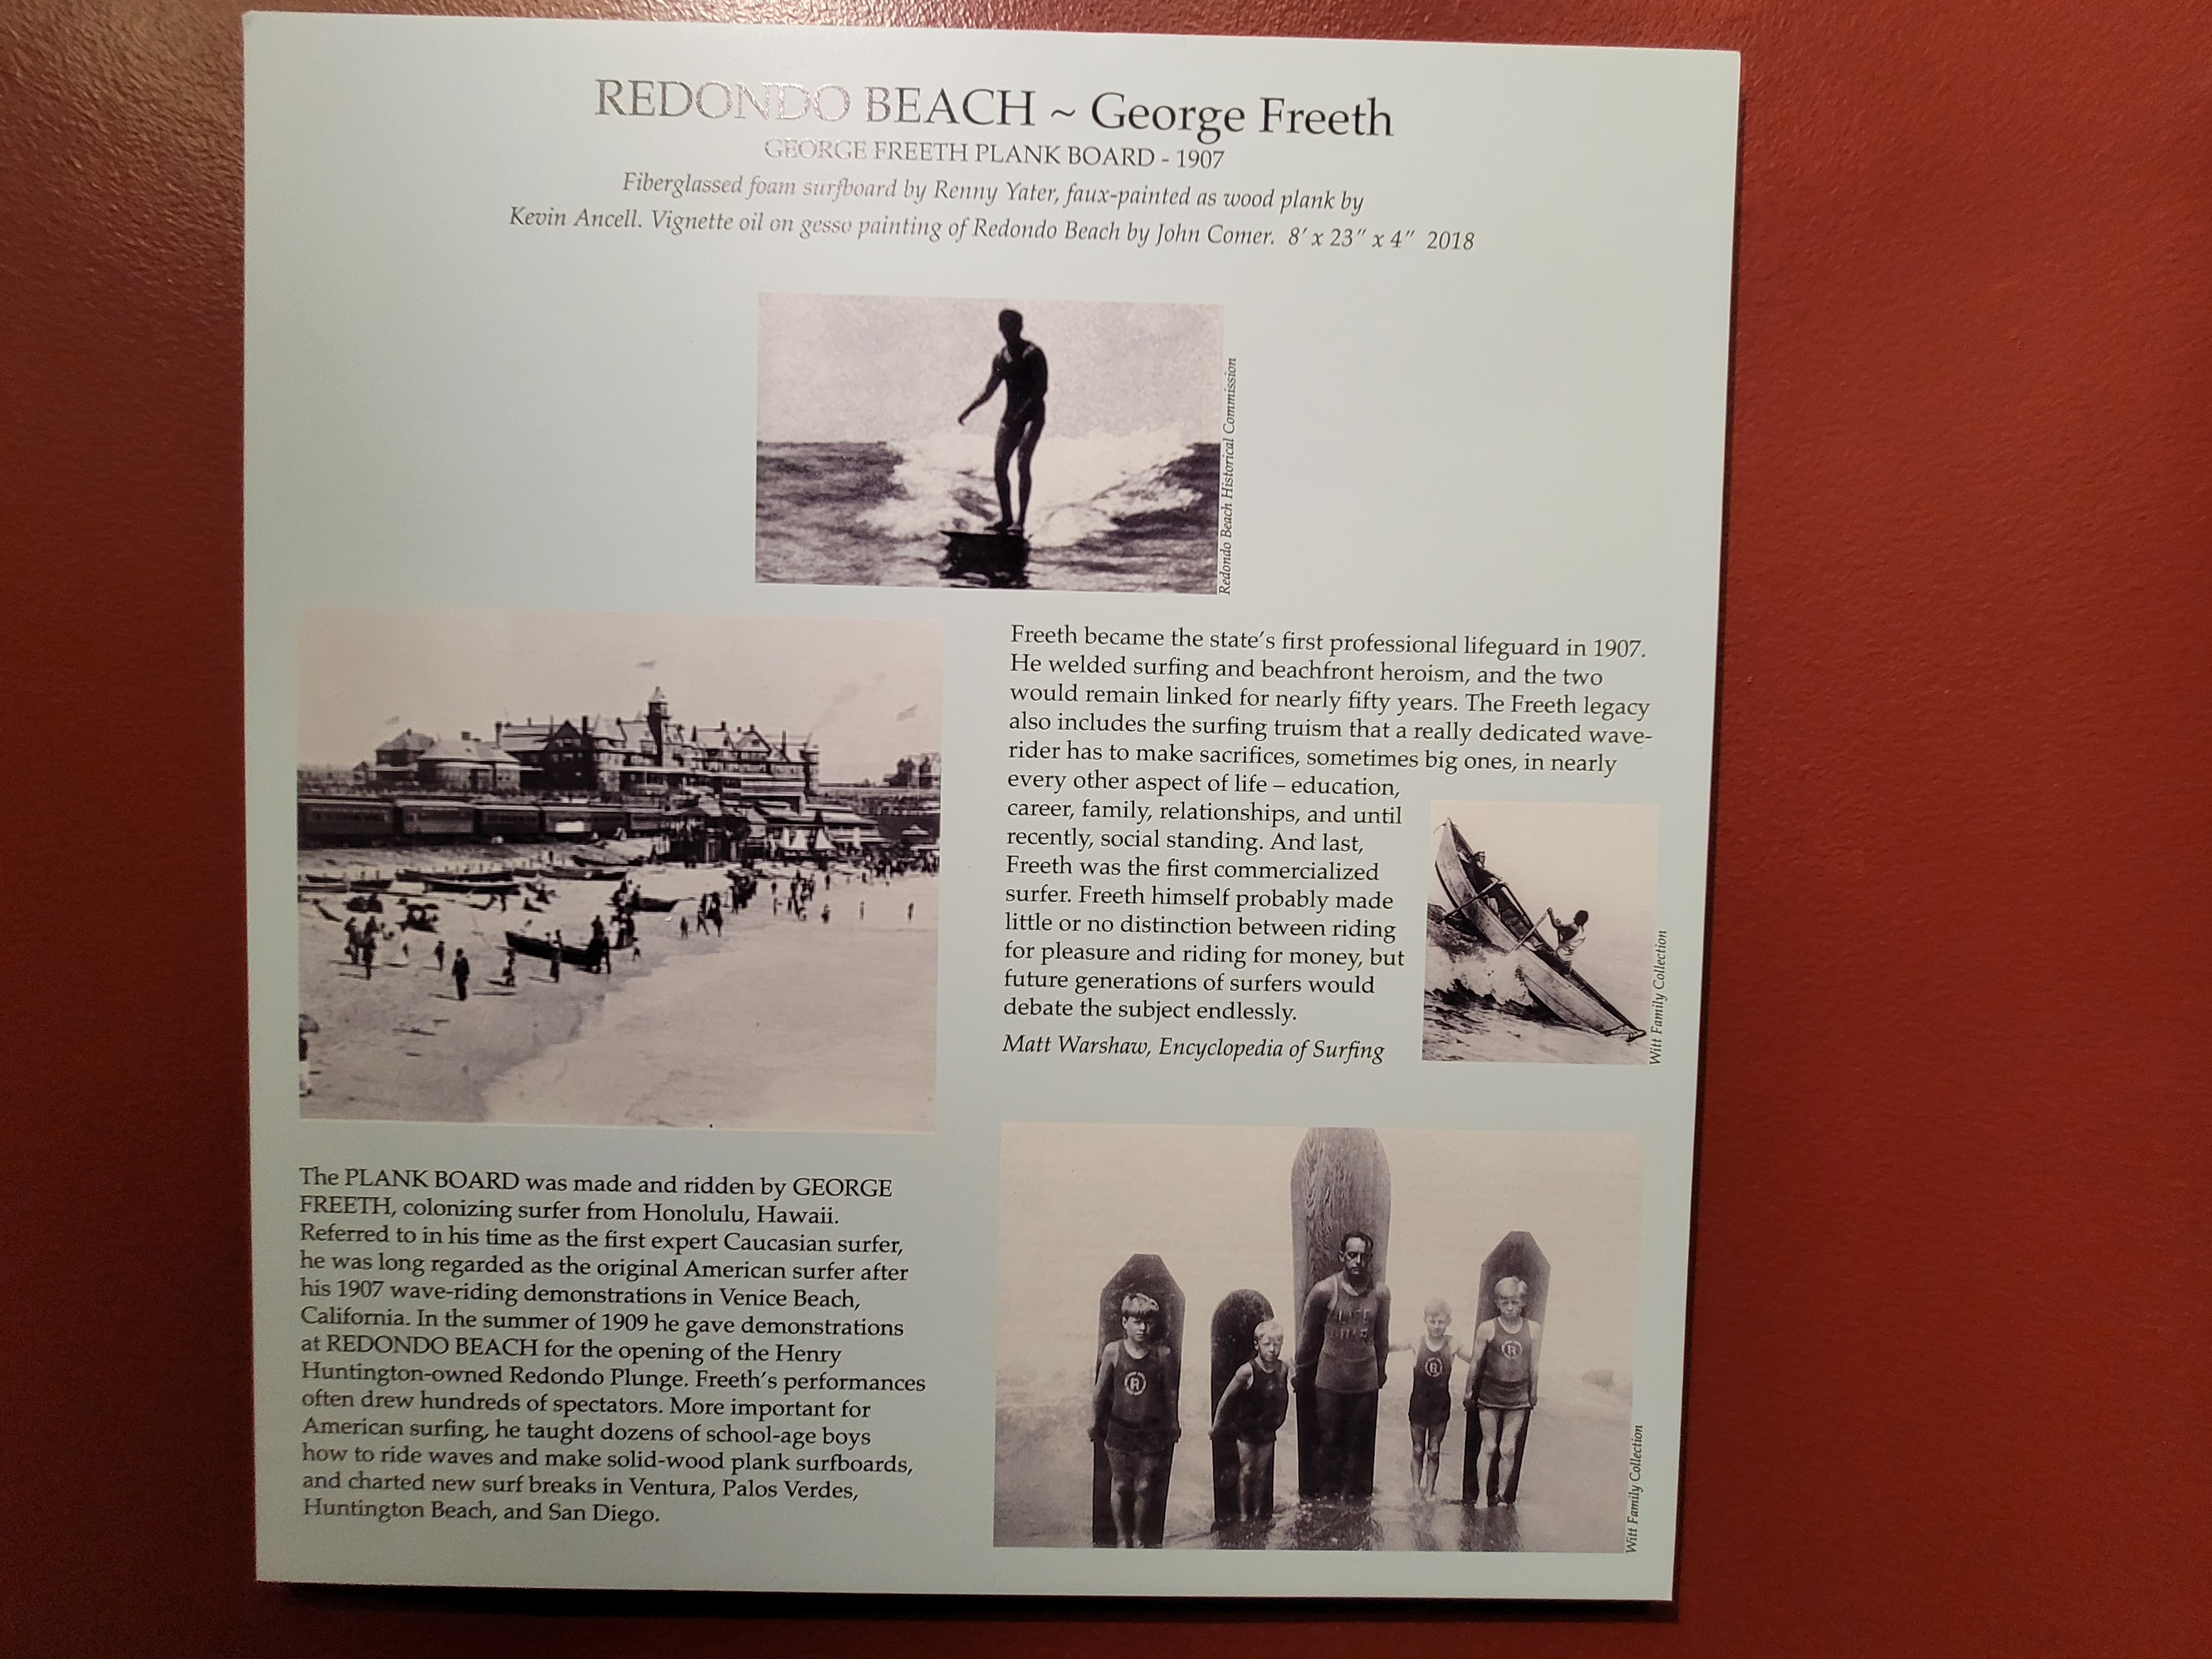 REDONDO BEACH ~ George Freeth
GEORGE FREETH PLANK BOARD - 1907
Fiberglassed foam surfboard by Renny Yater, faux-painted as wood plank by
Kevin Ancell. Vignette oil on gesso painting of Redondo Beach by John Comer. 8' x 23" x 4" 2018
Redondo Beach Historical Commission
Freeth became the state's first professional lifeguard in 1907.
He welded surfing and beachfront heroism, and the two
would remain linked for nearly fifty years. The Freeth legacy
also includes the surfing truism that a really dedicated wave-
rider has to make sacrifices, sometimes big ones, in nearly
every other aspect of life – education,
career, family, relationships, and until
recently, social standing. And last,
Freeth was the first commercialized
surfer. Freeth himself probably made
little or no distinction between riding
for pleasure and riding for money, but
future generations of surfers would
debate the subject endlessly.
Matt Warshaw, Encyclopedia of Surfing
Witt Family Collection
The PLANK BOARD was made and ridden by GEORGE
FREETH, colonizing surfer from Honolulu, Hawaii.
Referred to in his time as the first expert Caucasian surfer,
he was long regarded as the original American surfer after
his 1907 wave-riding demonstrations in Venice Beach,
California. In the summer of 1909 he gave demonstrations
at REDONDO BEACH for the opening of the Henry
Huntington-owned Redondo Plunge. Freeth's performances
often drew hundreds of spectators. More important for
American surfing, he taught dozens of school-age boys
how to ride waves and make solid-wood plank surfboards,
and charted new surf breaks in Ventura, Palos Verdes,
Huntington Beach, and San Diego.
R
R
R
Witt Family Collection